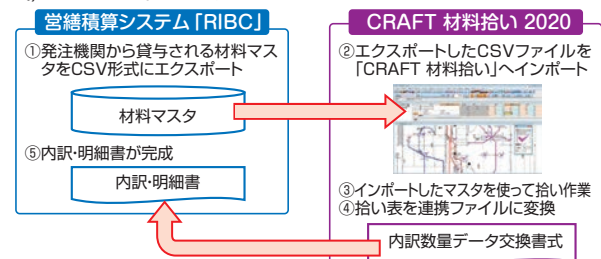 営繕積算システム「RIBC」
①発注機関から貸与される材料マス
タをCSV形式にエクスポート
材料マスタ
⑤内訳・明細書が完成
内訳・明細書
CRAFT 材料拾い 2020
②エクスポートしたCSVファイルを
「CRAFT 材料拾い」へインポート
③インポートしたマスタを使って拾い作業
④拾い表を連携ファイルに変換
内訳数量データ交換書式